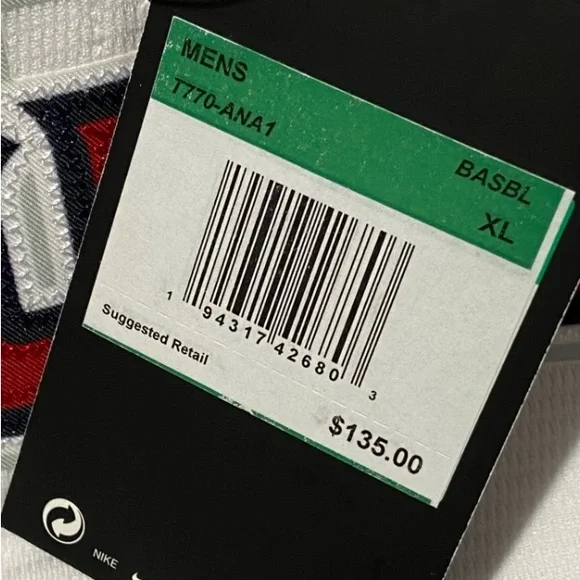 MENS
T770-ANA1
BASBL
XL
1 94317 42680 3
Suggested Retail
$135.00
NIKE